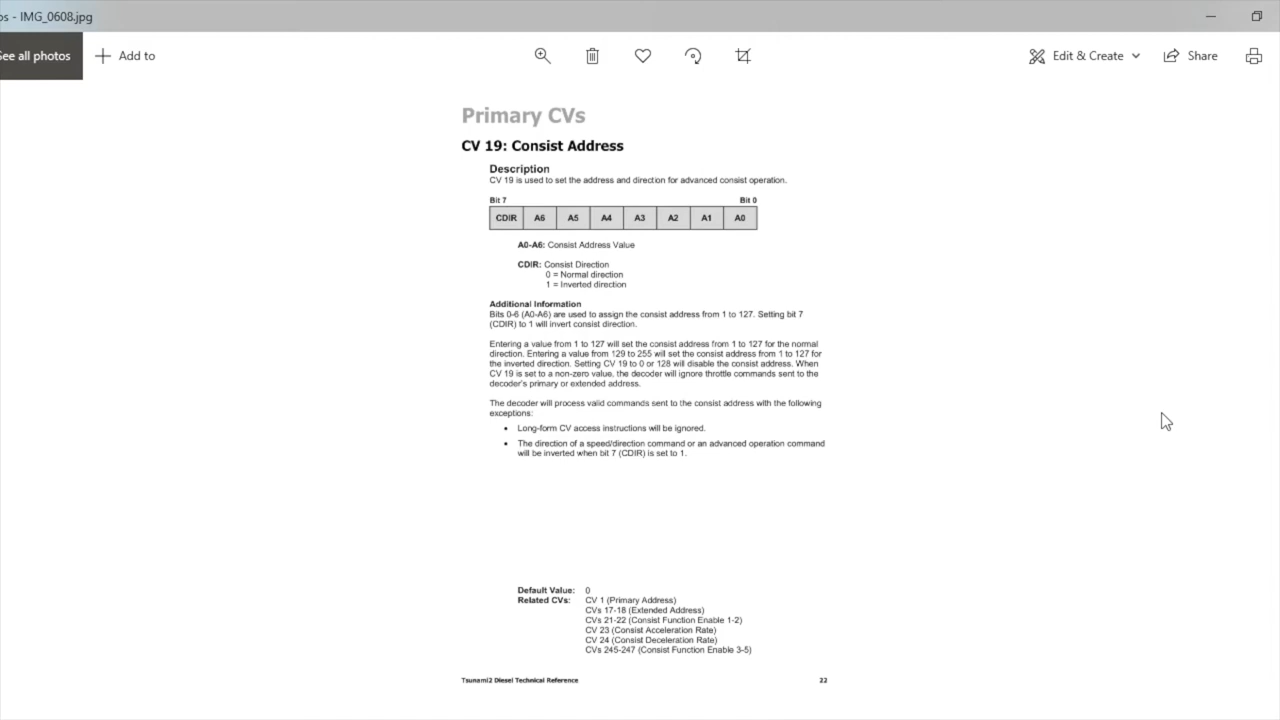 os - IMG_0608.jpg
See all photos
Add to
Edit & Create
Share
Primary CVs
CV 19: Consist Address
Description
CV 19 is used to set the address and direction for advanced consist operation.
Bit 7 Bit 0
CDIR A6 A5 A4 A3 A2 A1 A0
A0-A6: Consist Address Value
CDIR: Consist Direction
0 = Normal direction
1 = Inverted direction
Additional Information
Bits 0-6 (A0-A6) are used to assign the consist address from 1 to 127. Setting bit 7
(CDIR) to 1 will invert consist direction.
Entering a value from 1 to 127 will set the consist address from 1 to 127 for the normal
direction. Entering a value from 129 to 255 will set the consist address from 1 to 127 for
the inverted direction. Setting CV 19 to 0 or 128 will disable the consist address. When
CV 19 is set to a non-zero value, the decoder will ignore throttle commands sent to the
decoder's primary or extended address.
The decoder will process valid commands sent to the consist address with the following
exceptions:
• Long-form CV access instructions will be ignored.
• The direction of a speed/direction command or an advanced operation command
will be inverted when bit 7 (CDIR) is set to 1.
Default Value: 0
Related CVs: CV 1 (Primary Address)
CVs 17-18 (Extended Address)
CVs 21-22 (Consist Function Enable 1-2)
CV 23 (Consist Acceleration Rate)
CV 24 (Consist Deceleration Rate)
CVs 245-247 (Consist Function Enable 3-5)
Tsunami2 Diesel Technical Reference 22